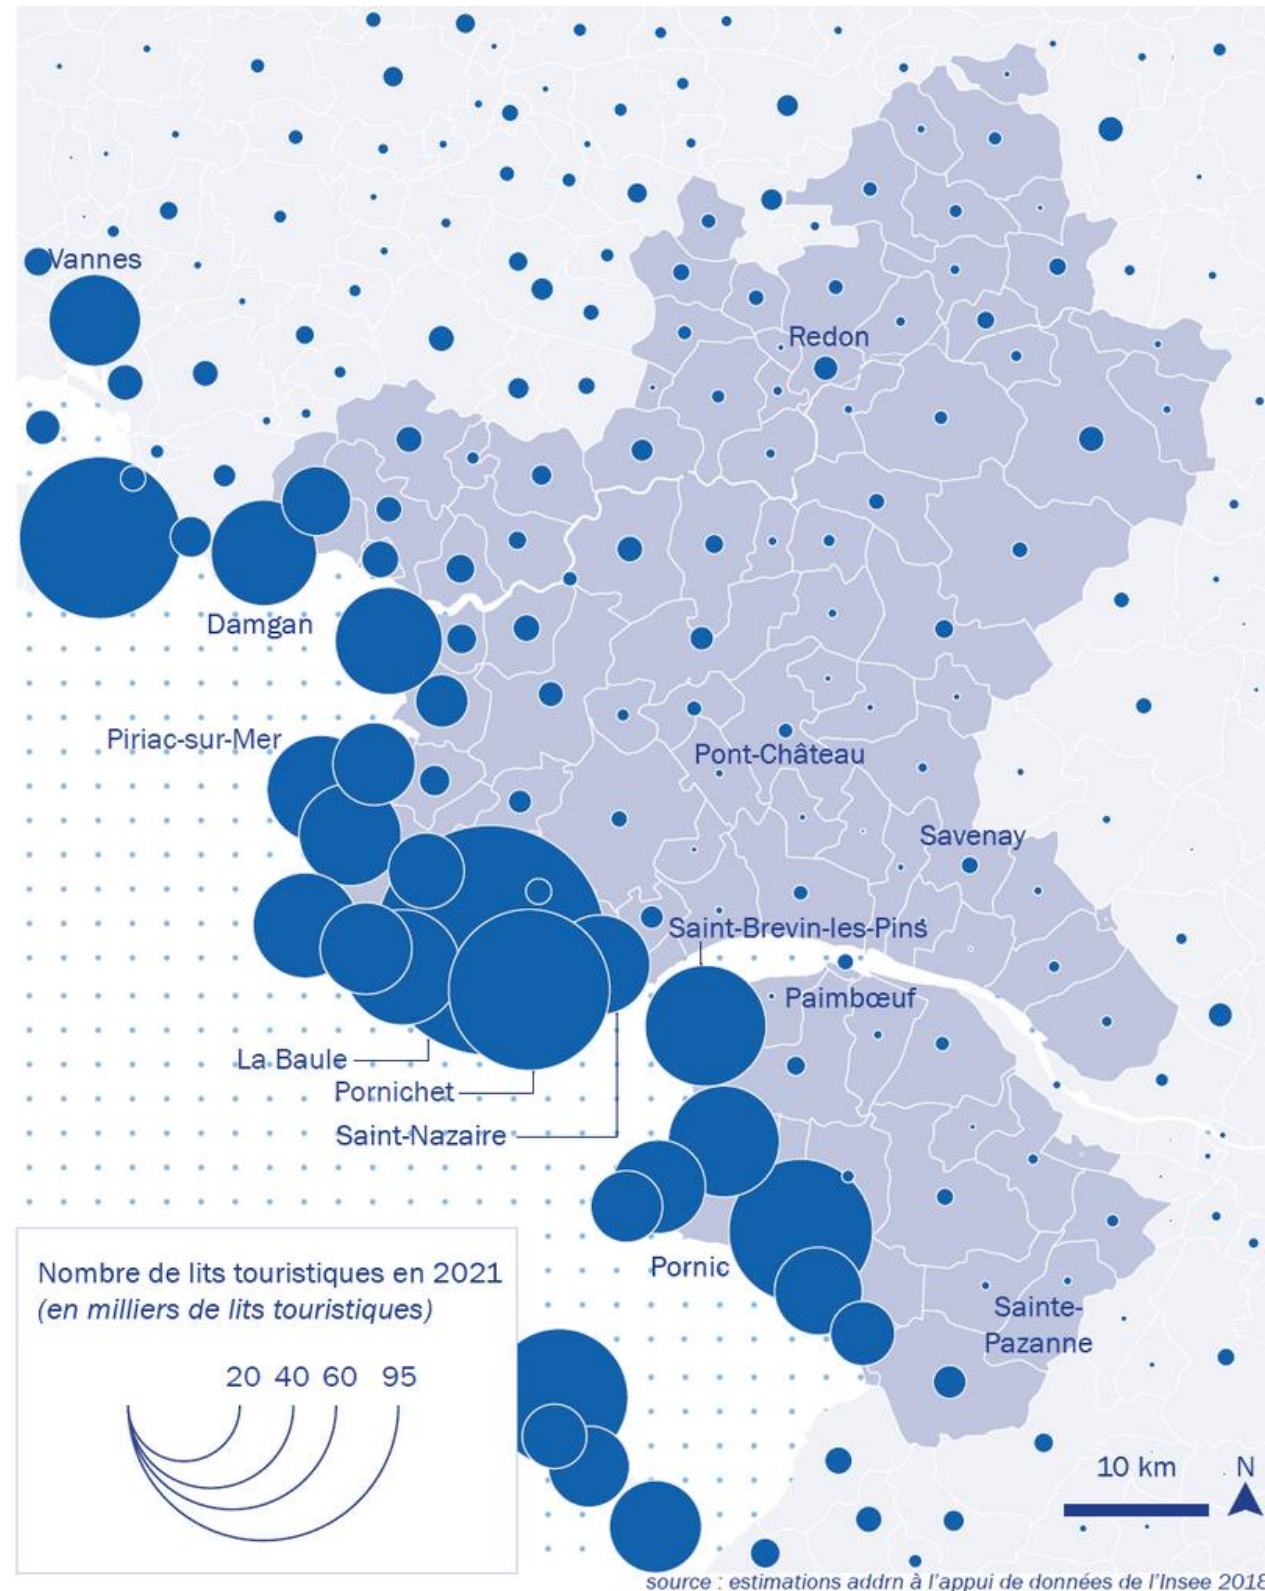 Vannes
Redon
Damgan
Piriac-sur-Mer
Pont-Château
Savenay
Saint-Brevin-les-Pins
Paimbœuf
La Baule
Pornichet
Saint-Nazaire
Pornic
Sainte-
Pazanne
Nombre de lits touristiques en 2021
(en milliers de lits touristiques)
20 40 60 95
10 km N
source : estimations addrn à l'appui de données de l'Insee 2018